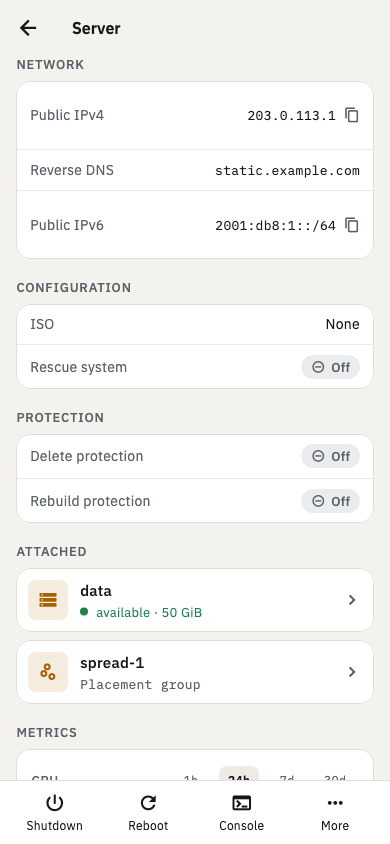 Server
NETWORK
Public IPv4 203.0.113.1
Reverse DNS static.example.com
Public IPv6 2001:db8:1::/64
CONFIGURATION
ISO None
Rescue system Off
PROTECTION
Delete protection Off
Rebuild protection Off
ATTACHED
data
available · 50 GiB
spread-1
Placement group
METRICS
CPU 1h 24h 7d 30d
Shutdown Reboot Console More